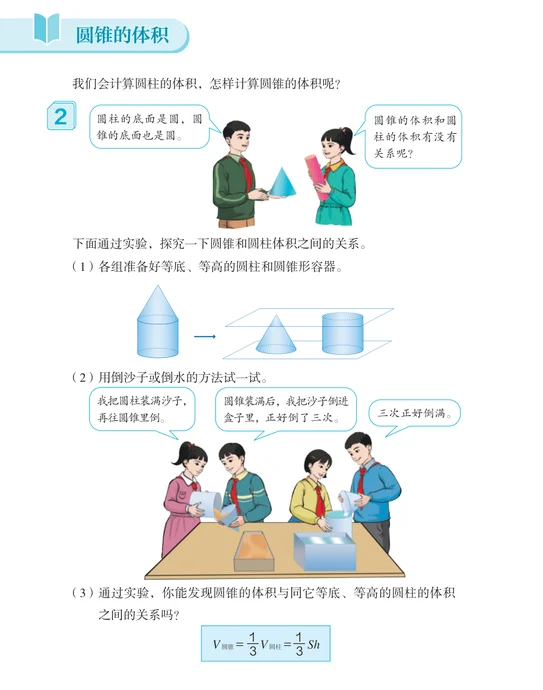 圆锥的体积
我们会计算圆柱的体积，怎样计算圆锥的体积呢？
2
圆柱的底面是圆，圆
锥的底面也是圆。
圆锥的体积和圆
柱的体积有没有
关系呢？
下面通过实验，探究一下圆锥和圆柱体积之间的关系。
（1）各组准备好等底、等高的圆柱和圆锥形容器。
（2）用倒沙子或倒水的方法试一试。
我把圆柱装满沙子，
再往圆锥里倒。
圆锥装满后，我把沙子倒进
盒子里，正好倒了三次。
三次正好倒满。
（3）通过实验，你能发现圆锥的体积与同它等底、等高的圆柱的体积
之间的关系吗？
V圆锥=1/3V圆柱=1/3Sh